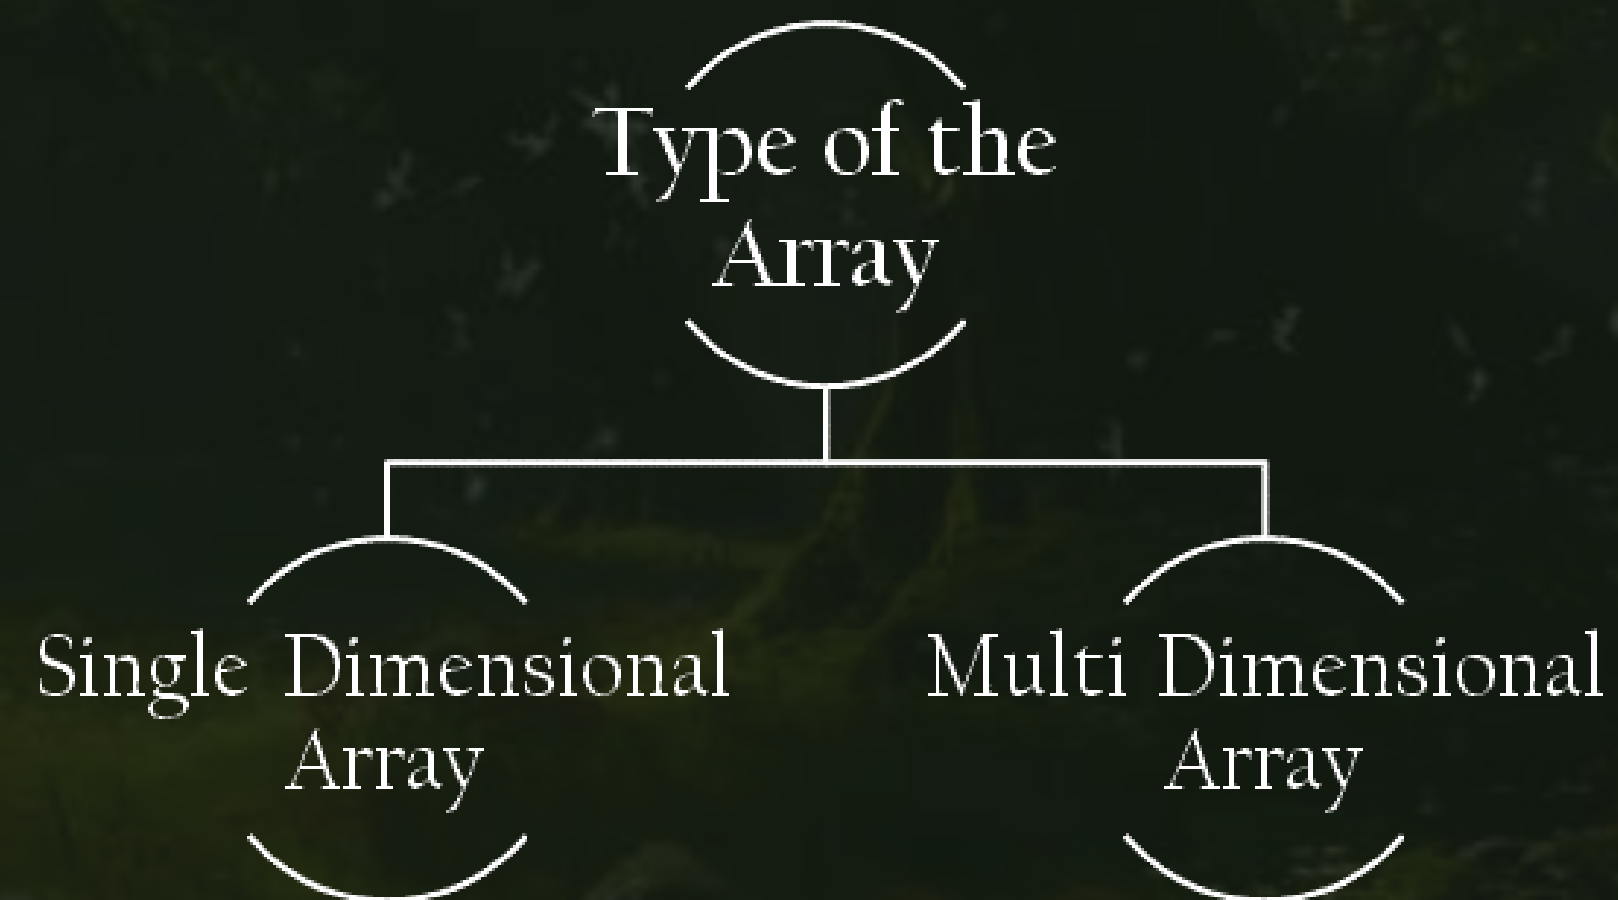 Type of the
Array
Single Dimensional
Array
Multi Dimensional
Array